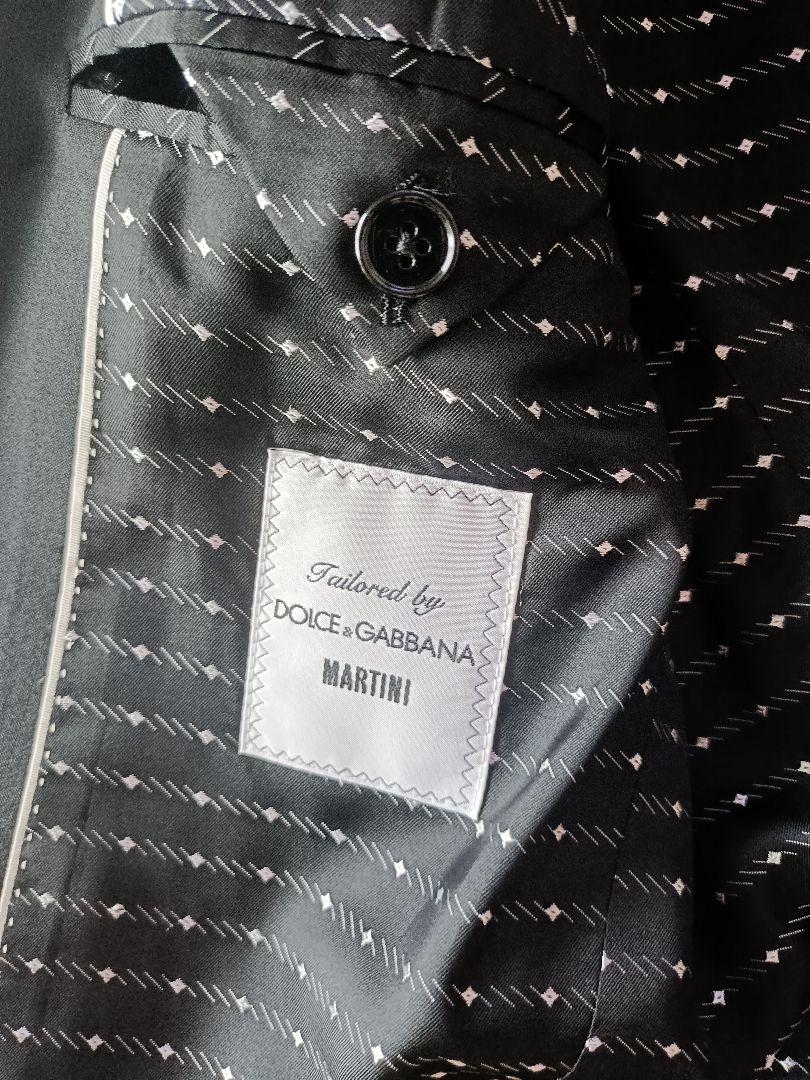 Tailored by
DOLCE & GABBANA
MARTINI